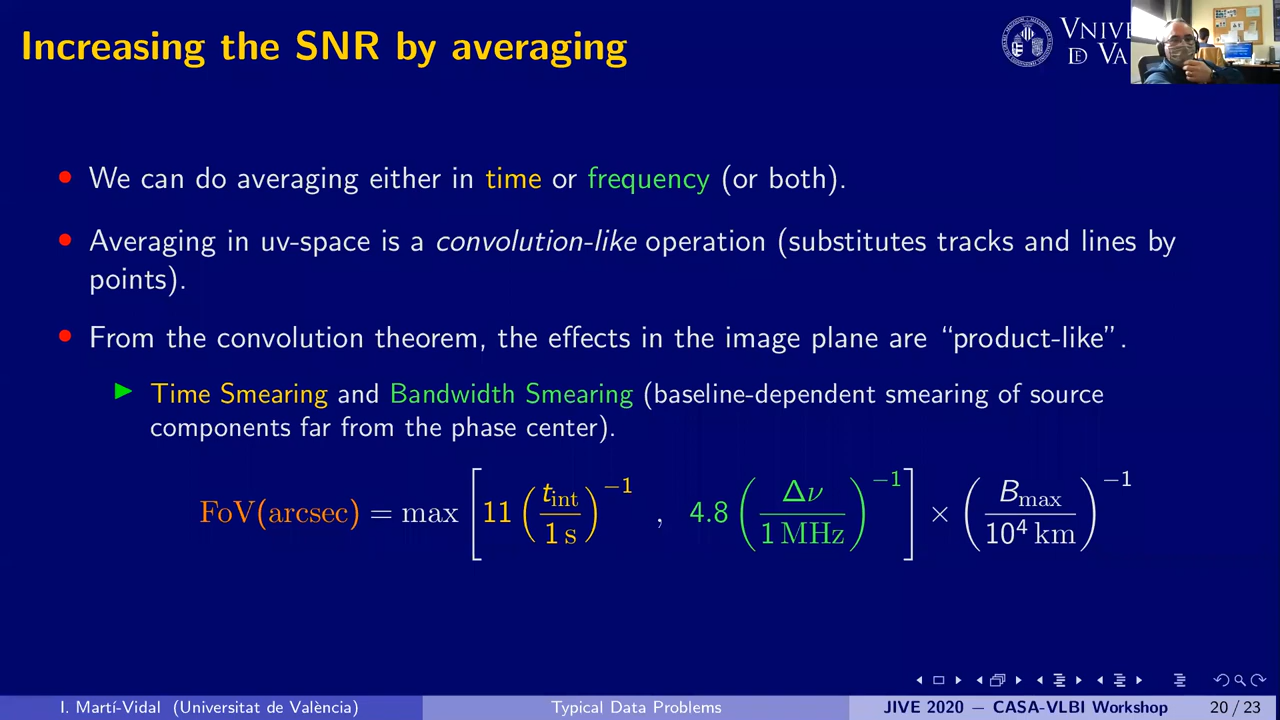 Increasing the SNR by averaging
VNIVER
DE VA
• We can do averaging either in time or frequency (or both).
• Averaging in uv-space is a convolution-like operation (substitutes tracks and lines by
points).
• From the convolution theorem, the effects in the image plane are “product-like”.
▶ Time Smearing and Bandwidth Smearing (baseline-dependent smearing of source
components far from the phase center).
FoV(arcsec) = max [ 11 ( t_int / 1 s )^−1 , 4.8 ( Δν / 1 MHz )^−1 ] × ( B_max / 10^4 km )^−1
I. Martí-Vidal (Universitat de València) Typical Data Problems JIVE 2020 − CASA-VLBI Workshop 20 / 23